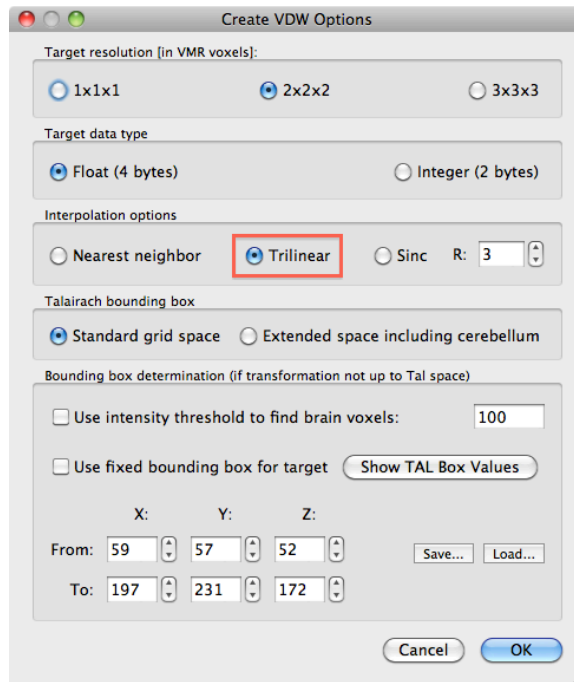 Create VDW Options
Target resolution [in VMR voxels]:
1x1x1 2x2x2 3x3x3
Target data type
Float (4 bytes) Integer (2 bytes)
Interpolation options
Nearest neighbor Trilinear Sinc R: 3
Talairach bounding box
Standard grid space Extended space including cerebellum
Bounding box determination (if transformation not up to Tal space)
Use intensity threshold to find brain voxels: 100
Use fixed bounding box for target Show TAL Box Values
X: Y: Z:
From: 59 57 52 Save... Load...
To: 197 231 172
Cancel OK